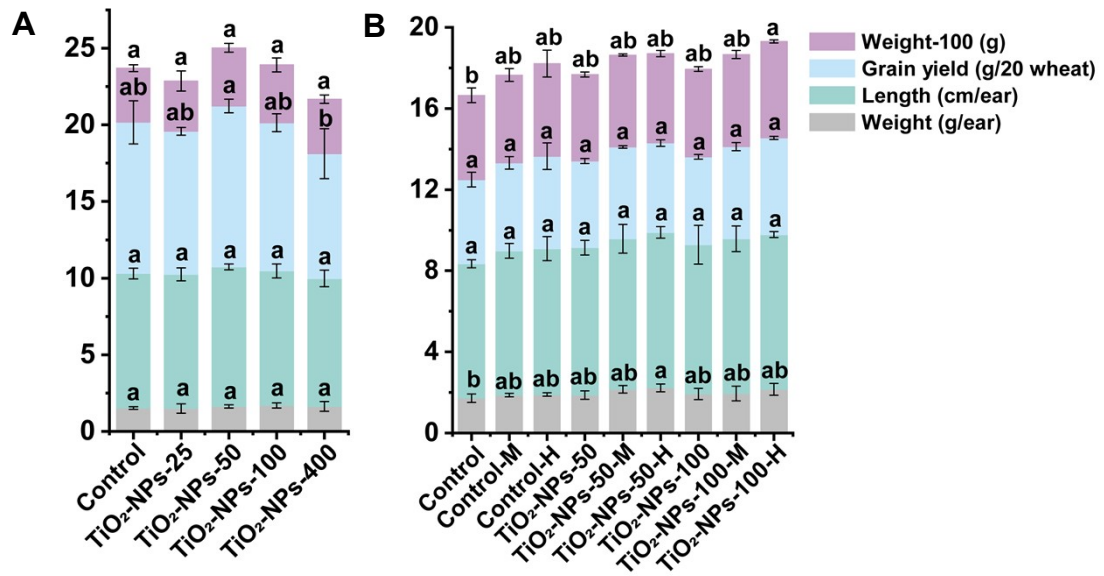 A
25
20
15
10
5
0
a a a a a
ab ab a ab b
a a a a a
a a a a a
Control
TiO₂-NPs-25
TiO₂-NPs-50
TiO₂-NPs-100
TiO₂-NPs-400
B
20
16
12
8
4
0
b ab ab ab ab ab ab ab a
a a a a a a a a a
a a a a a a a a a
b ab ab ab ab a ab ab ab
Control
Control-M
Control-H
TiO₂-NPs-50
TiO₂-NPs-50-M
TiO₂-NPs-50-H
TiO₂-NPs-100
TiO₂-NPs-100-M
TiO₂-NPs-100-H
Weight-100 (g)
Grain yield (g/20 wheat)
Length (cm/ear)
Weight (g/ear)